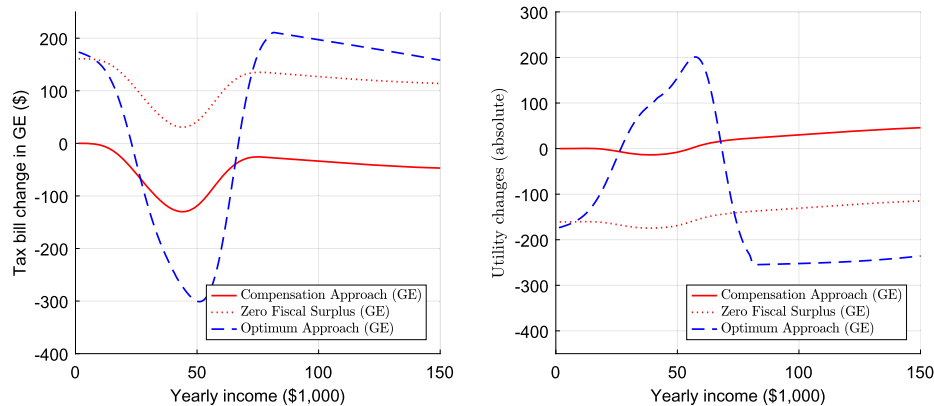 Tax bill change in GE ($)
200
100
0
-100
-200
-300
-400
0
50
100
150
Yearly income ($1,000)
Compensation Approach (GE)
Zero Fiscal Surplus (GE)
Optimum Approach (GE)
Utility changes (absolute)
300
200
100
0
-100
-200
-300
-400
0
50
100
150
Yearly income ($1,000)
Compensation Approach (GE)
Zero Fiscal Surplus (GE)
Optimum Approach (GE)